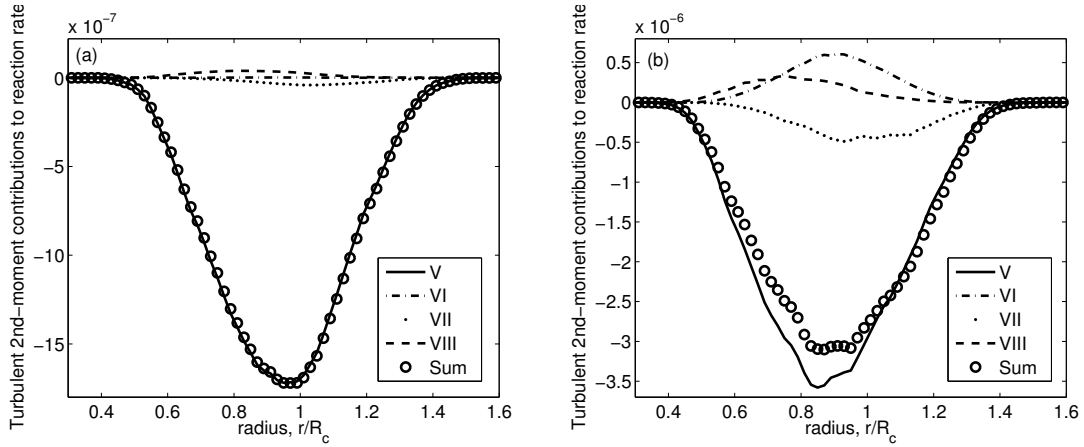 x 10⁻⁷
(a)
0
−5
−10
−15
0.4 0.6 0.8 1 1.2 1.4 1.6
radius, r/R_c
Turbulent 2nd−moment contributions to reaction rate
V
VI
VII
VIII
Sum
x 10⁻⁶
(b)
0.5
0
−0.5
−1
−1.5
−2
−2.5
−3
−3.5
0.4 0.6 0.8 1 1.2 1.4 1.6
radius, r/R_c
Turbulent 2nd−moment contributions to reaction rate
V
VI
VII
VIII
Sum